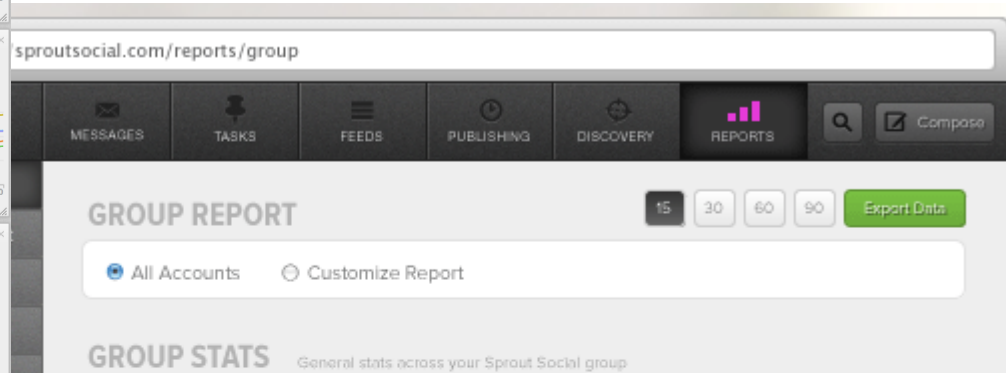 sproutsocial.com/reports/group
MESSAGES TASKS FEEDS PUBLISHING DISCOVERY REPORTS Compose
GROUP REPORT 15 30 60 90 Export Data
All Accounts Customize Report
GROUP STATS General stats across your Sprout Social group